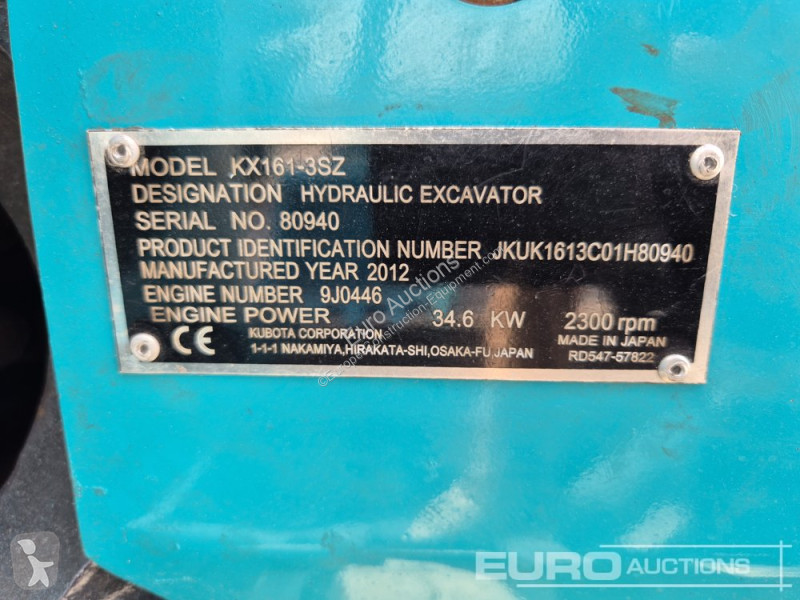 MODEL KX161-3SZ
DESIGNATION HYDRAULIC EXCAVATOR
SERIAL NO. 80940
PRODUCT IDENTIFICATION NUMBER JKUK1613C01H80940
MANUFACTURED YEAR 2012
ENGINE NUMBER 9J0446
ENGINE POWER 34.6 KW 2300 rpm
CE KUBOTA CORPORATION MADE IN JAPAN
1-1-1 NAKAMIYA,HIRAKATA-SHI,OSAKA-FU,JAPAN RD547-57822
Euro Auctions
EURO AUCTIONS